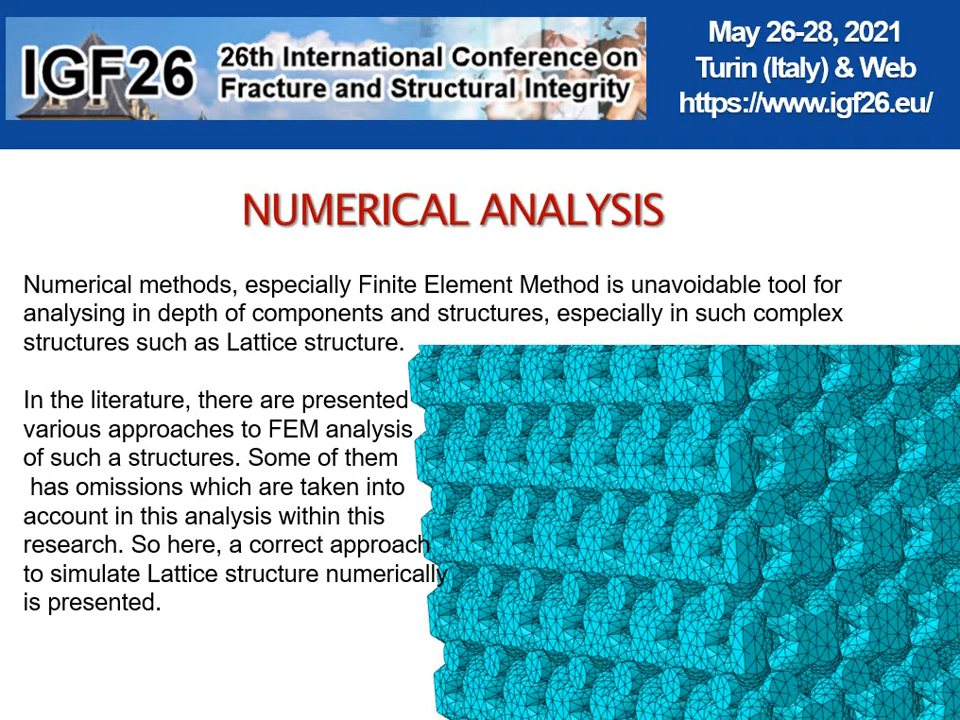 IGF26
26th International Conference on
Fracture and Structural Integrity
May 26-28, 2021
Turin (Italy) & Web
https://www.igf26.eu/
NUMERICAL ANALYSIS
Numerical methods, especially Finite Element Method is unavoidable tool for
analysing in depth of components and structures, especially in such complex
structures such as Lattice structure.
In the literature, there are presented
various approaches to FEM analysis
of such a structures. Some of them
has omissions which are taken into
account in this analysis within this
research. So here, a correct approach
to simulate Lattice structure numerically
is presented.